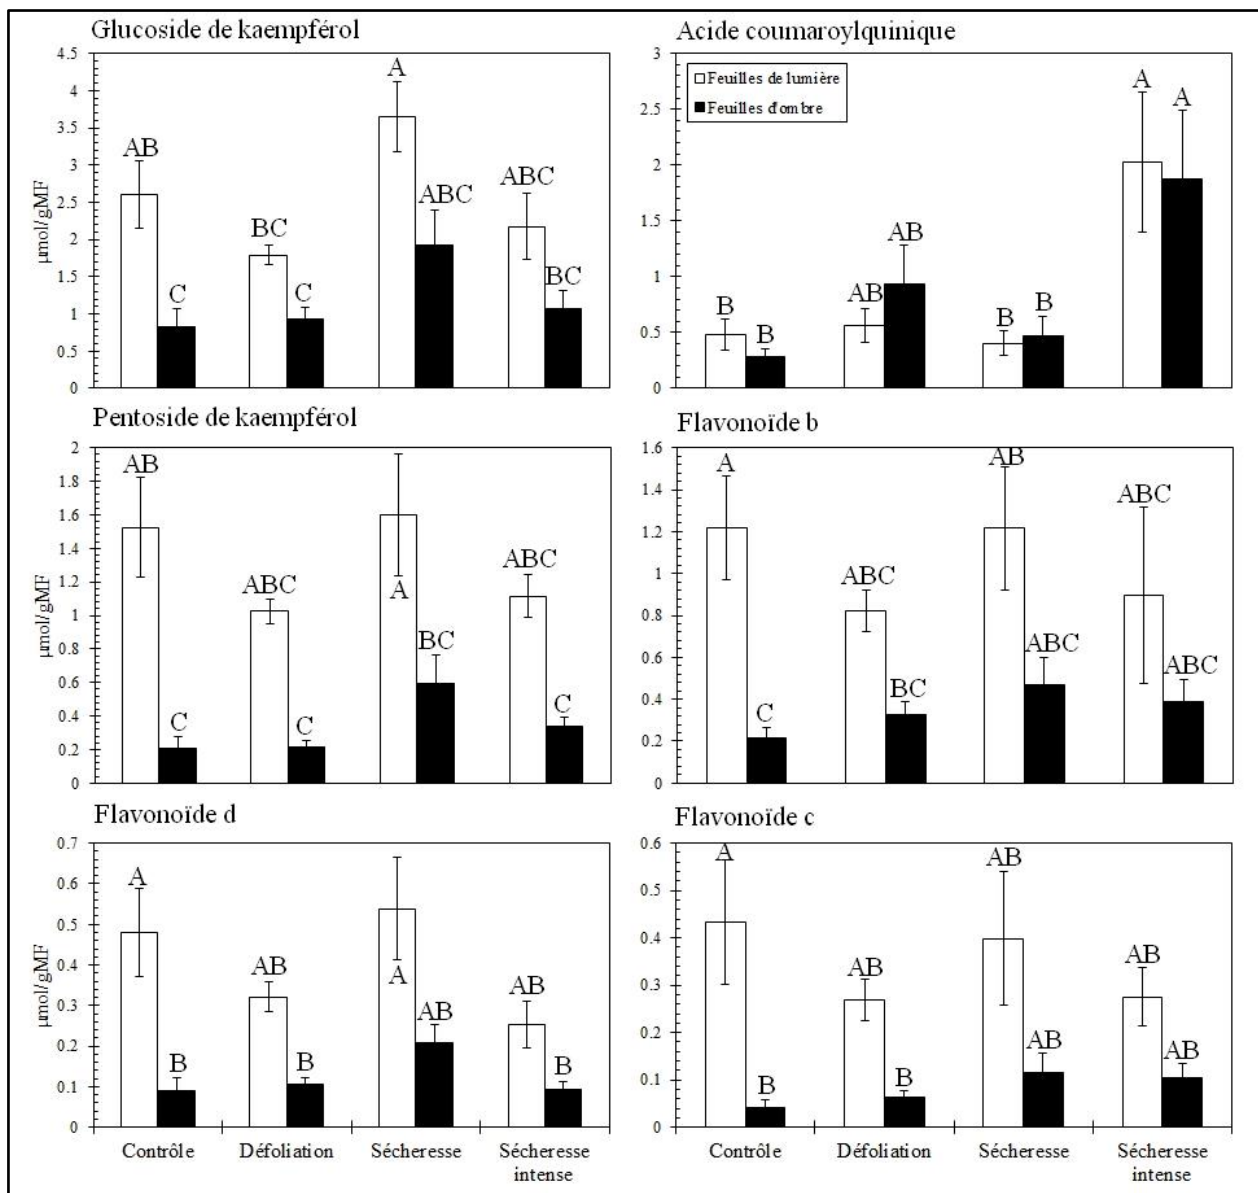 Glucoside de kaempférol
4.5
4
3.5
3
2.5
2
1.5
1
0.5
0
µmol/gMF
AB
C
BC
C
A
ABC
ABC
BC
Acide coumaroylquinique
3
2.5
2
1.5
1
0.5
0
Feuilles de lumière
Feuilles d'ombre
B
B
AB
AB
B
B
A
A
Pentoside de kaempférol
2
1.8
1.6
1.4
1.2
1
0.8
0.6
0.4
0.2
0
µmol/gMF
AB
C
ABC
C
A
BC
ABC
C
Flavonoïde b
1.6
1.4
1.2
1
0.8
0.6
0.4
0.2
0
A
C
ABC
BC
AB
ABC
ABC
ABC
Flavonoïde d
0.7
0.6
0.5
0.4
0.3
0.2
0.1
0
µmol/gMF
A
B
AB
B
A
AB
AB
B
Contrôle
Défoliation
Sécheresse
Sécheresse
intense
Flavonoïde c
0.6
0.5
0.4
0.3
0.2
0.1
0
A
B
AB
B
AB
AB
AB
AB
Contrôle
Défoliation
Sécheresse
Sécheresse
intense